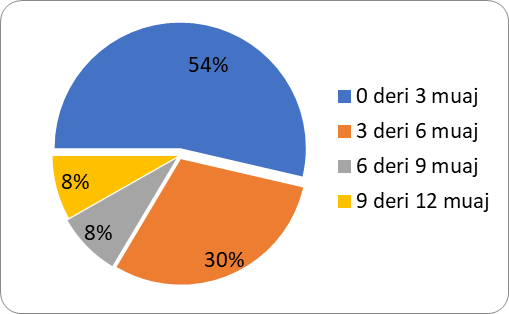 54%
30%
8%
8%
0 deri 3 muaj
3 deri 6 muaj
6 deri 9 muaj
9 deri 12 muaj